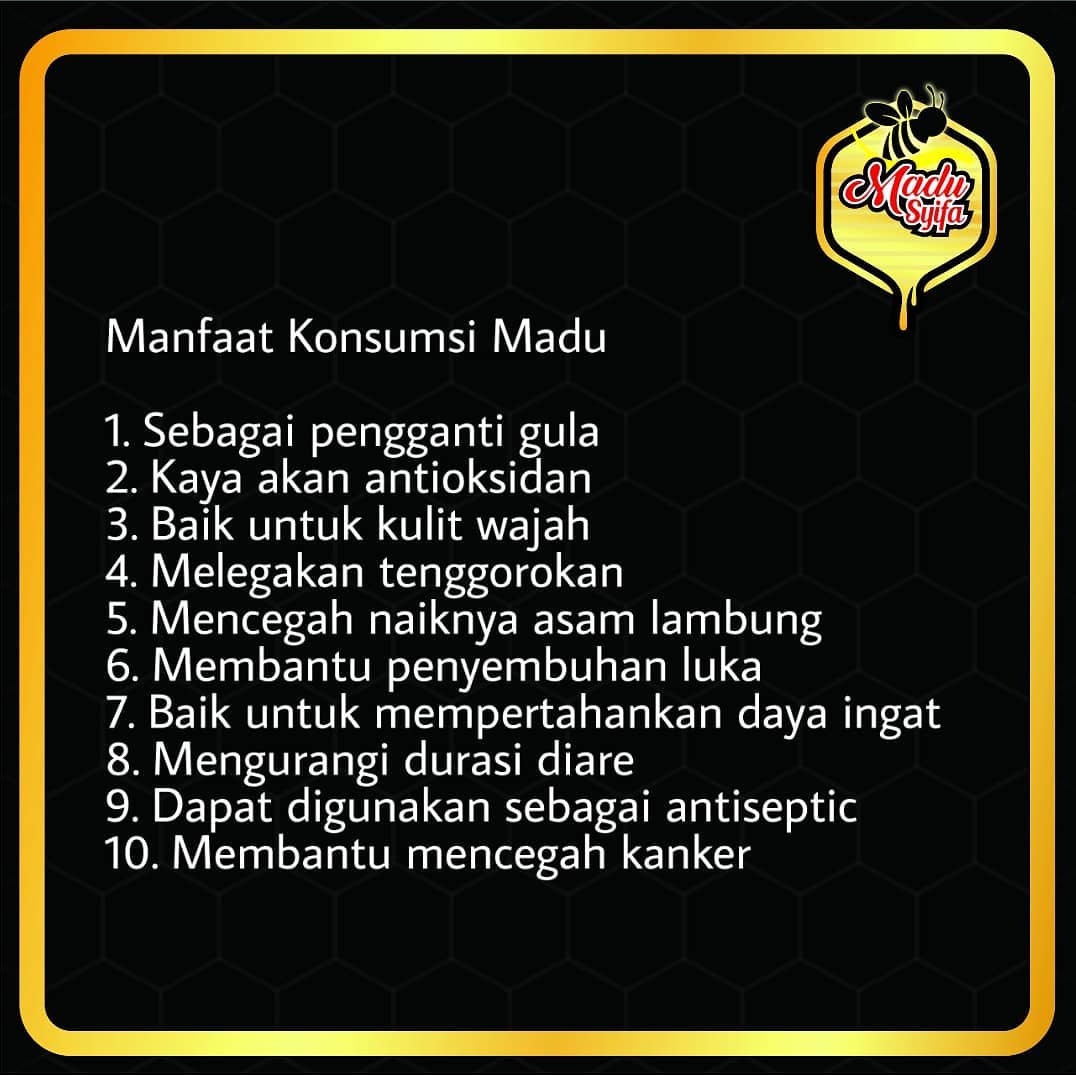 Madu
Syifa
Manfaat Konsumsi Madu
1. Sebagai pengganti gula
2. Kaya akan antioksidan
3. Baik untuk kulit wajah
4. Melegakan tenggorokan
5. Mencegah naiknya asam lambung
6. Membantu penyembuhan luka
7. Baik untuk mempertahankan daya ingat
8. Mengurangi durasi diare
9. Dapat digunakan sebagai antiseptic
10. Membantu mencegah kanker